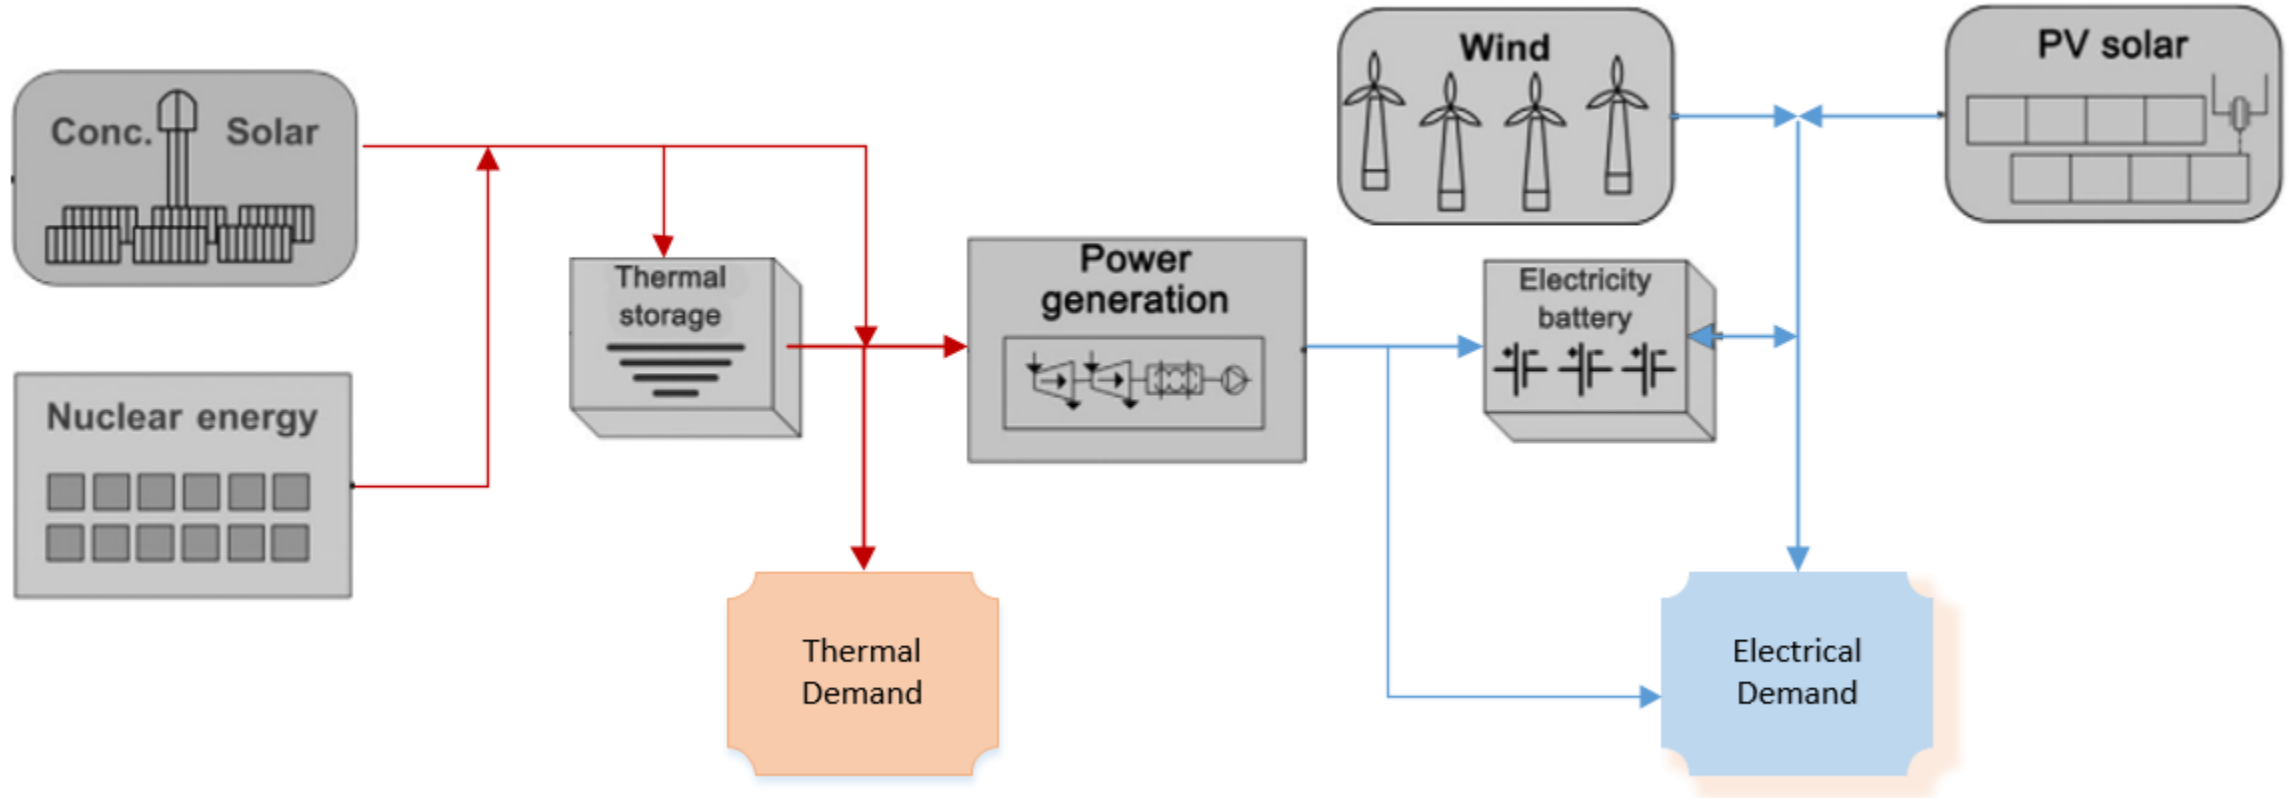 Conc. Solar
Nuclear energy
Thermal
storage
Power
generation
Wind
PV solar
Electricity
battery
Thermal
Demand
Electrical
Demand